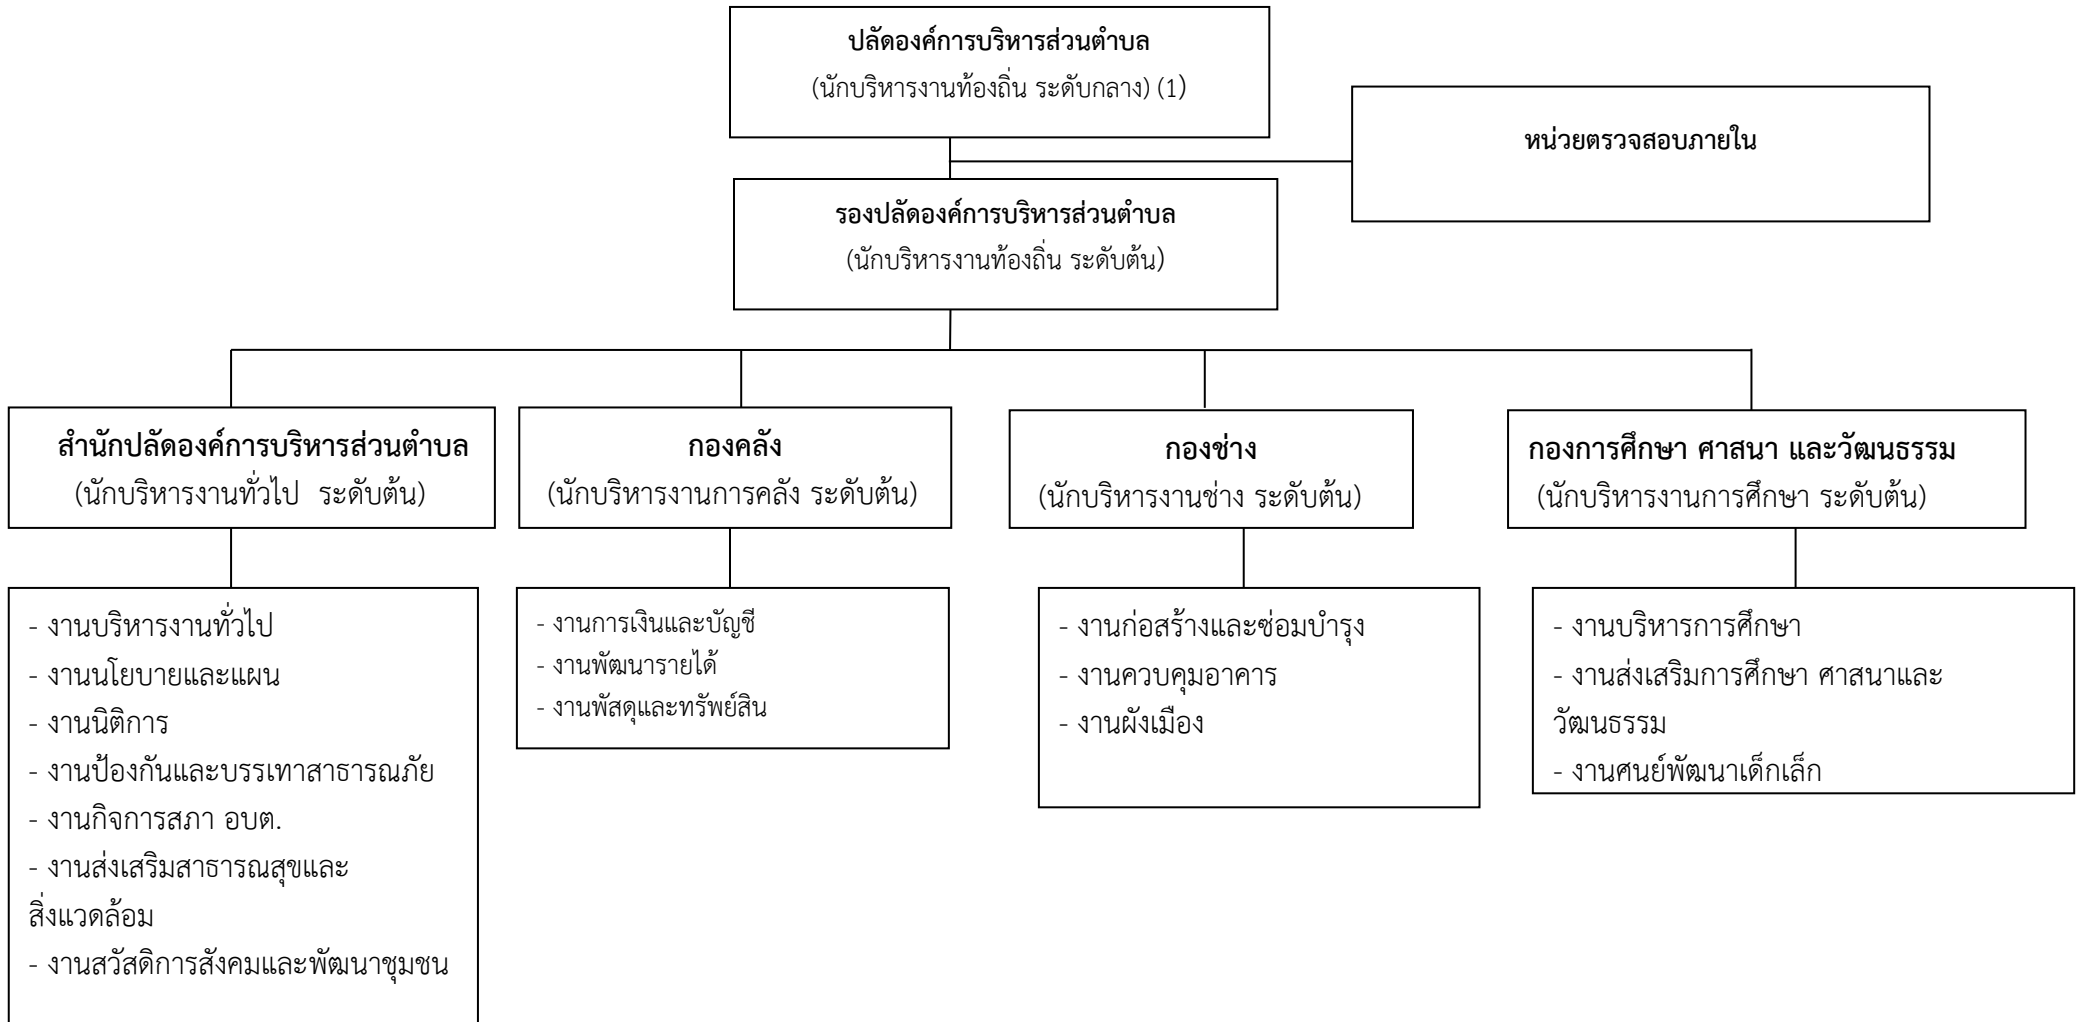 ปลัดองค์การบริหารส่วนตำบล
(นักบริหารงานท้องถิ่น ระดับกลาง) (1)
หน่วยตรวจสอบภายใน
รองปลัดองค์การบริหารส่วนตำบล
(นักบริหารงานท้องถิ่น ระดับต้น)
สำนักปลัดองค์การบริหารส่วนตำบล
(นักบริหารงานทั่วไป ระดับต้น)
กองคลัง
(นักบริหารงานการคลัง ระดับต้น)
กองช่าง
(นักบริหารงานช่าง ระดับต้น)
กองการศึกษา ศาสนา และวัฒนธรรม
(นักบริหารงานการศึกษา ระดับต้น)
- งานบริหารงานทั่วไป
- งานนโยบายและแผน
- งานนิติการ
- งานป้องกันและบรรเทาสาธารณภัย
- งานกิจการสภา อบต.
- งานส่งเสริมสาธารณสุขและ
สิ่งแวดล้อม
- งานสวัสดิการสังคมและพัฒนาชุมชน
- งานการเงินและบัญชี
- งานพัฒนารายได้
- งานพัสดุและทรัพย์สิน
- งานก่อสร้างและซ่อมบำรุง
- งานควบคุมอาคาร
- งานผังเมือง
- งานบริหารการศึกษา
- งานส่งเสริมการศึกษา ศาสนาและ
วัฒนธรรม
- งานศูนย์พัฒนาเด็กเล็ก